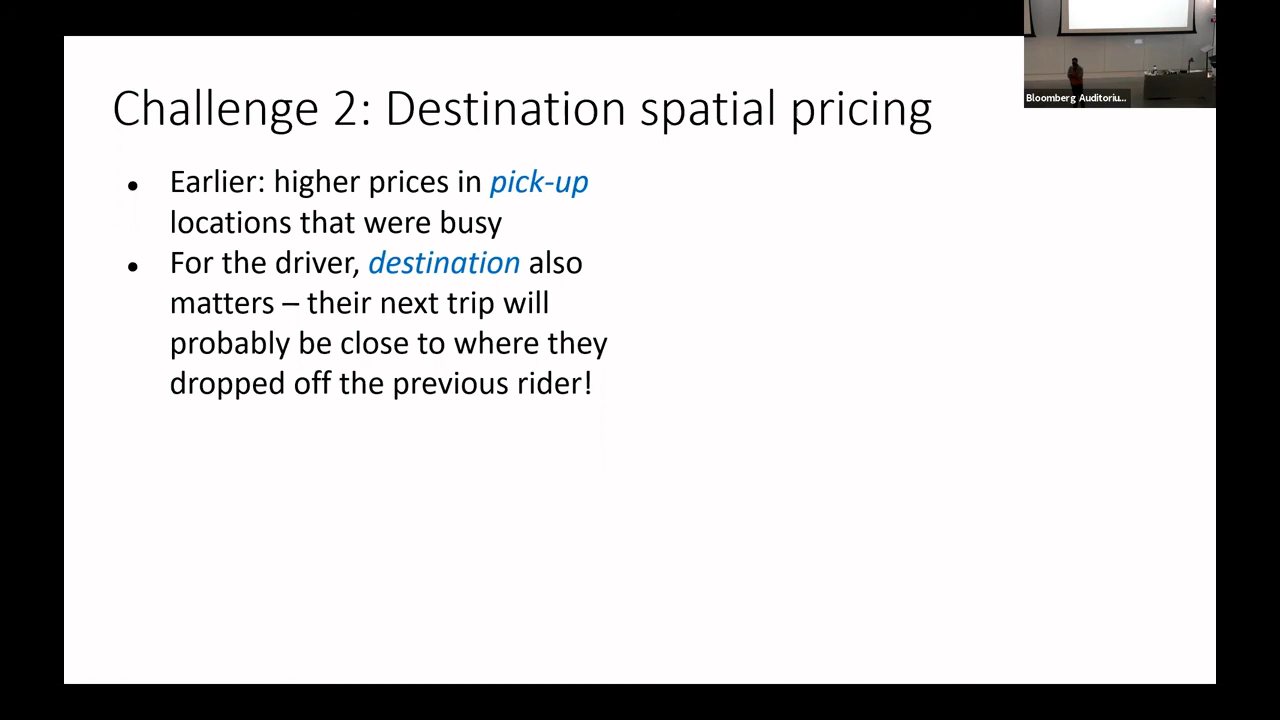 Challenge 2: Destination spatial pricing
● Earlier: higher prices in pick-up
locations that were busy
● For the driver, destination also
matters – their next trip will
probably be close to where they
dropped off the previous rider!
Bloomberg Auditoriu...